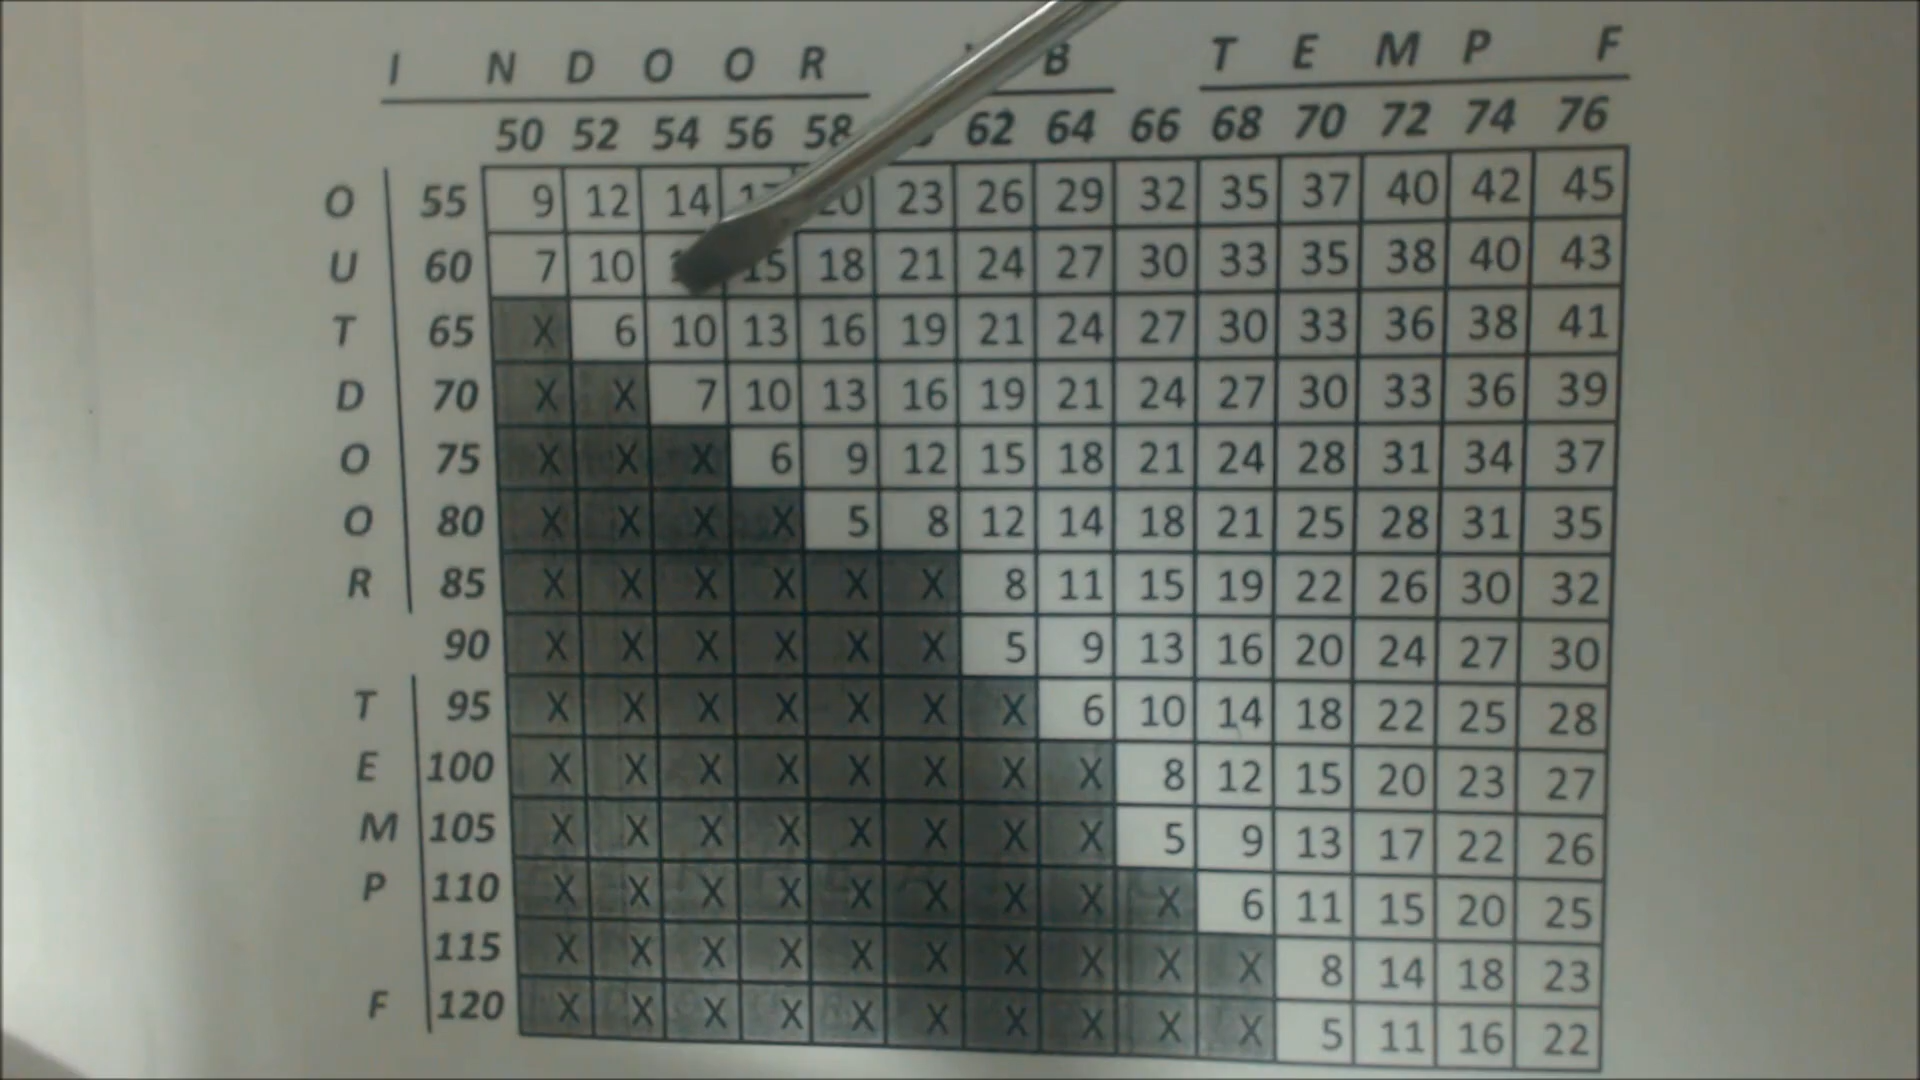 I N D O O R B T E M P F
50 52 54 56 58 62 64 66 68 70 72 74 76
O 55 9 12 14 20 23 26 29 32 35 37 40 42 45
U 60 7 10 15 18 21 24 27 30 33 35 38 40 43
T 65 X 6 10 13 16 19 21 24 27 30 33 36 38 41
D 70 X X 7 10 13 16 19 21 24 27 30 33 36 39
O 75 X X X 6 9 12 15 18 21 24 28 31 34 37
O 80 X X X X 5 8 12 14 18 21 25 28 31 35
R 85 X X X X X X 8 11 15 19 22 26 30 32
90 X X X X X X 5 9 13 16 20 24 27 30
T 95 X X X X X X X 6 10 14 18 22 25 28
E 100 X X X X X X X X 8 12 15 20 23 27
M 105 X X X X X X X X 5 9 13 17 22 26
P 110 X X X X X X X X X 6 11 15 20 25
115 X X X X X X X X X X 8 14 18 23
F 120 X X X X X X X X X X 5 11 16 22